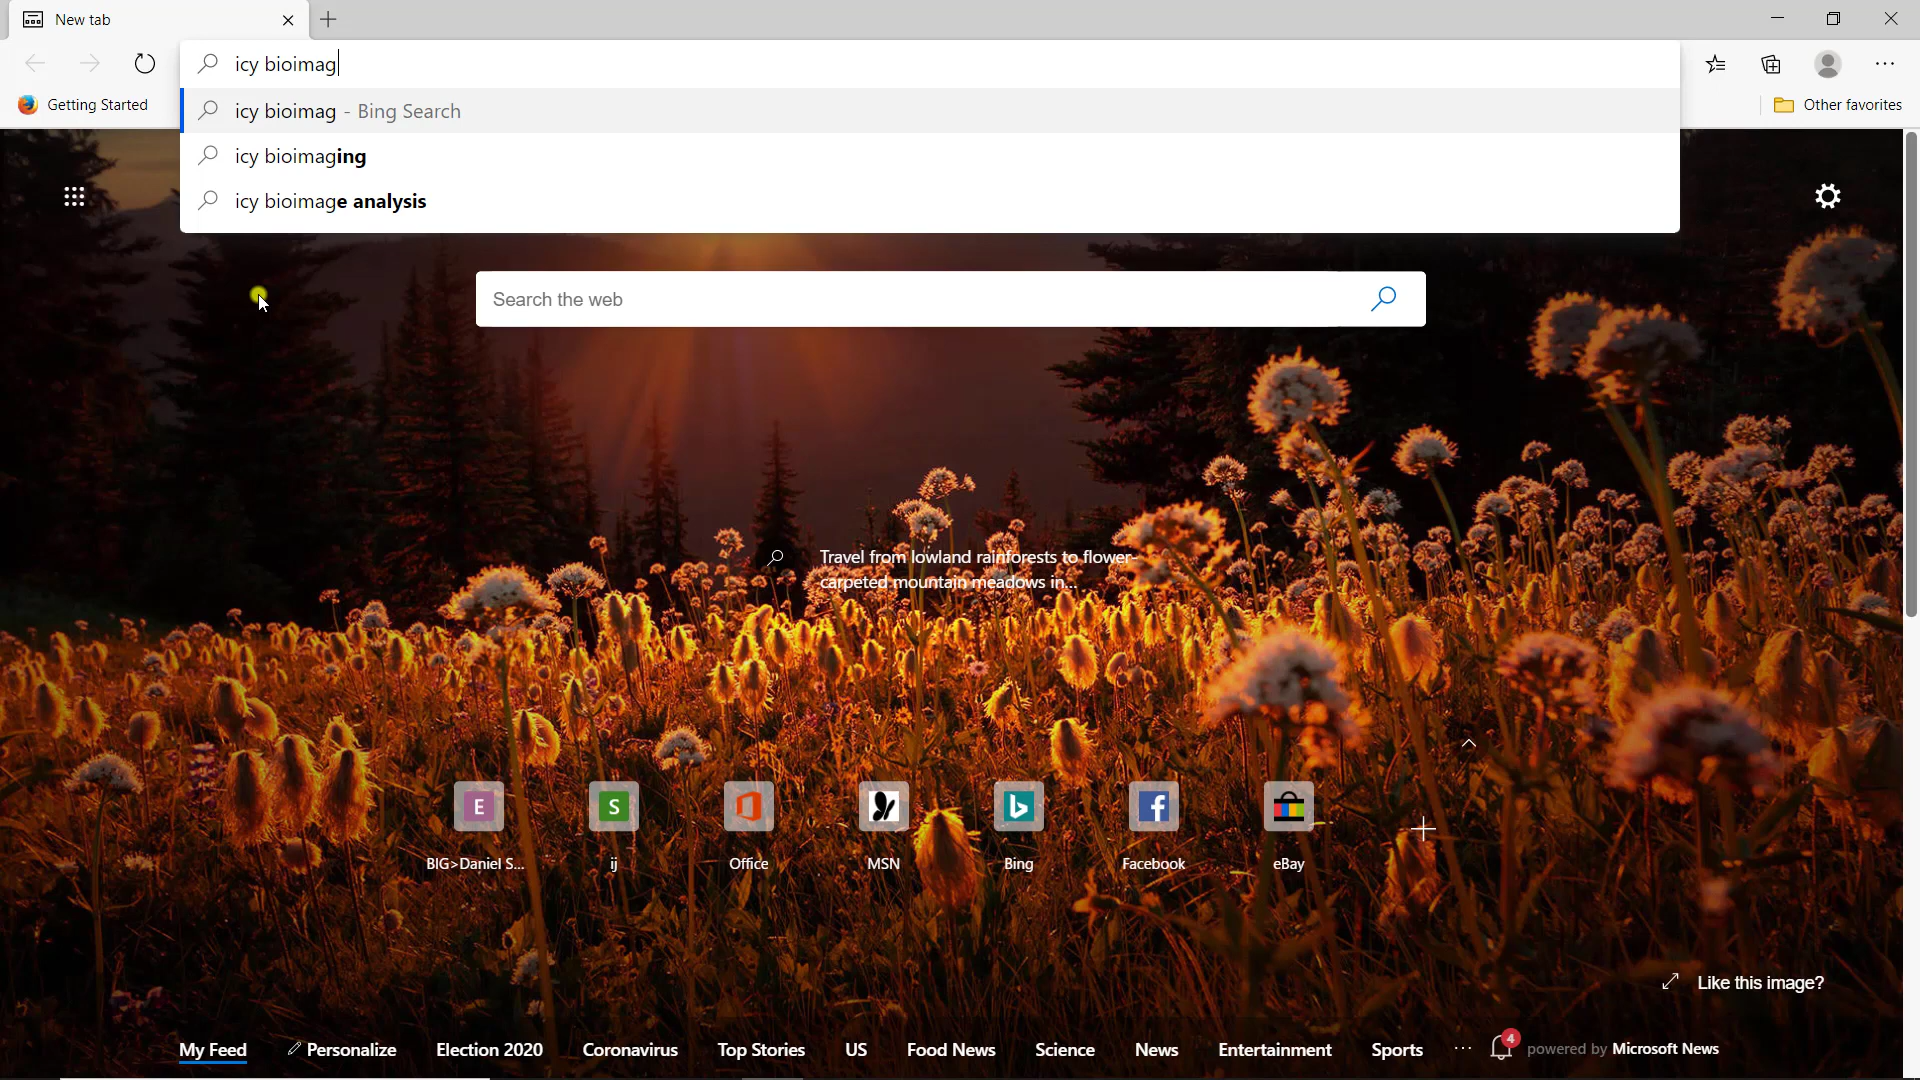 New tab
icy bioimag
Getting Started
Other favorites
icy bioimag - Bing Search
icy bioimaging
icy bioimage analysis
Search the web
Travel from lowland rainforests to flower-
carpeted mountain meadows in...
E
S
BIG>Daniel S...
ij
Office
MSN
Bing
Facebook
eBay
Like this image?
My Feed
Personalize
Election 2020
Coronavirus
Top Stories
US
Food News
Science
News
Entertainment
Sports
...
4
powered by Microsoft News